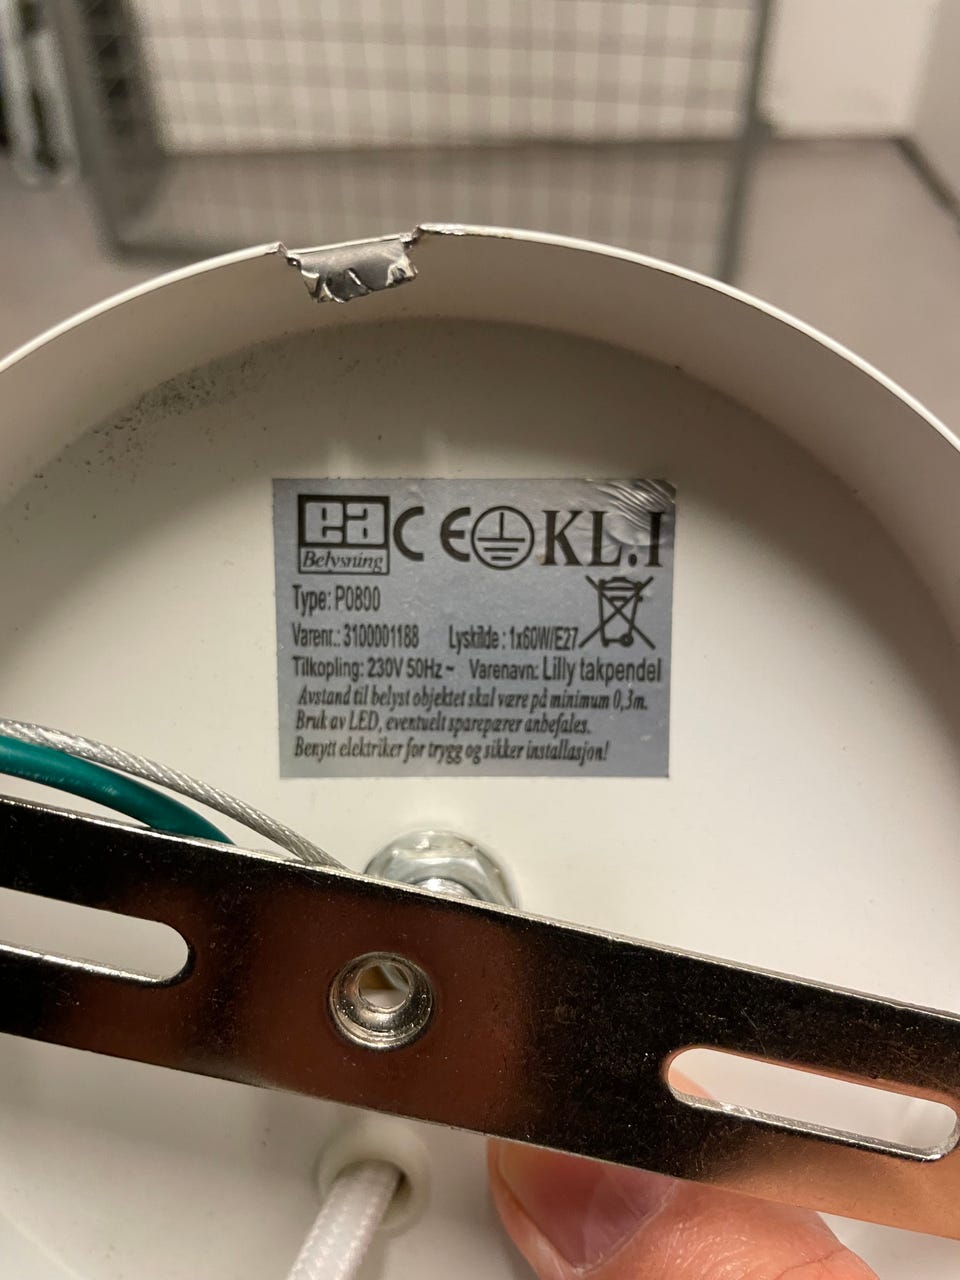 ea Belysning CE KL.I
Type: P0800
Varenr.: 3100001188 Lyskilde : 1x60W/E27
Tilkopling: 230V 50Hz ~ Varenavn: Lilly takpendel
Avstand til belyst objektet skal være på minimum 0,3m.
Bruk av LED, eventuelt sparepærer anbefales.
Benytt elektriker for trygg og sikker installasjon!